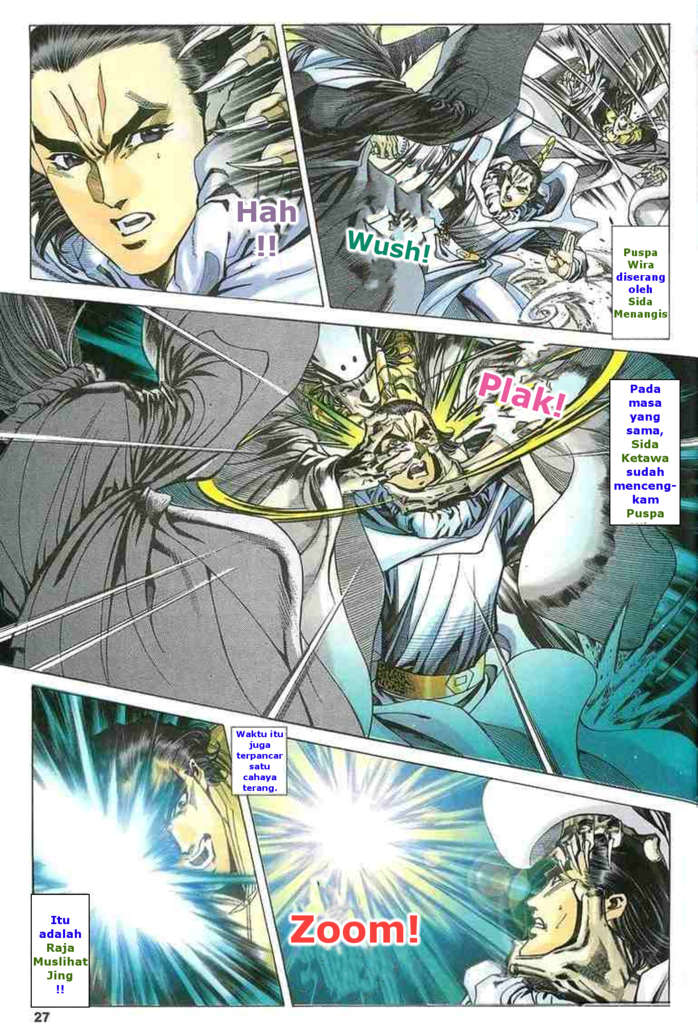 Hah
!!
Wush!
Puspa
Wira
diserang
oleh
Sida
Menangis
Plak!
Pada
masa
yang
sama,
Sida
Ketawa
sudah
menceng-
kam
Puspa
Waktu itu
juga
terpancar
satu
cahaya
terang.
Itu
adalah
Raja
Muslihat
Jing
!!
Zoom!
27